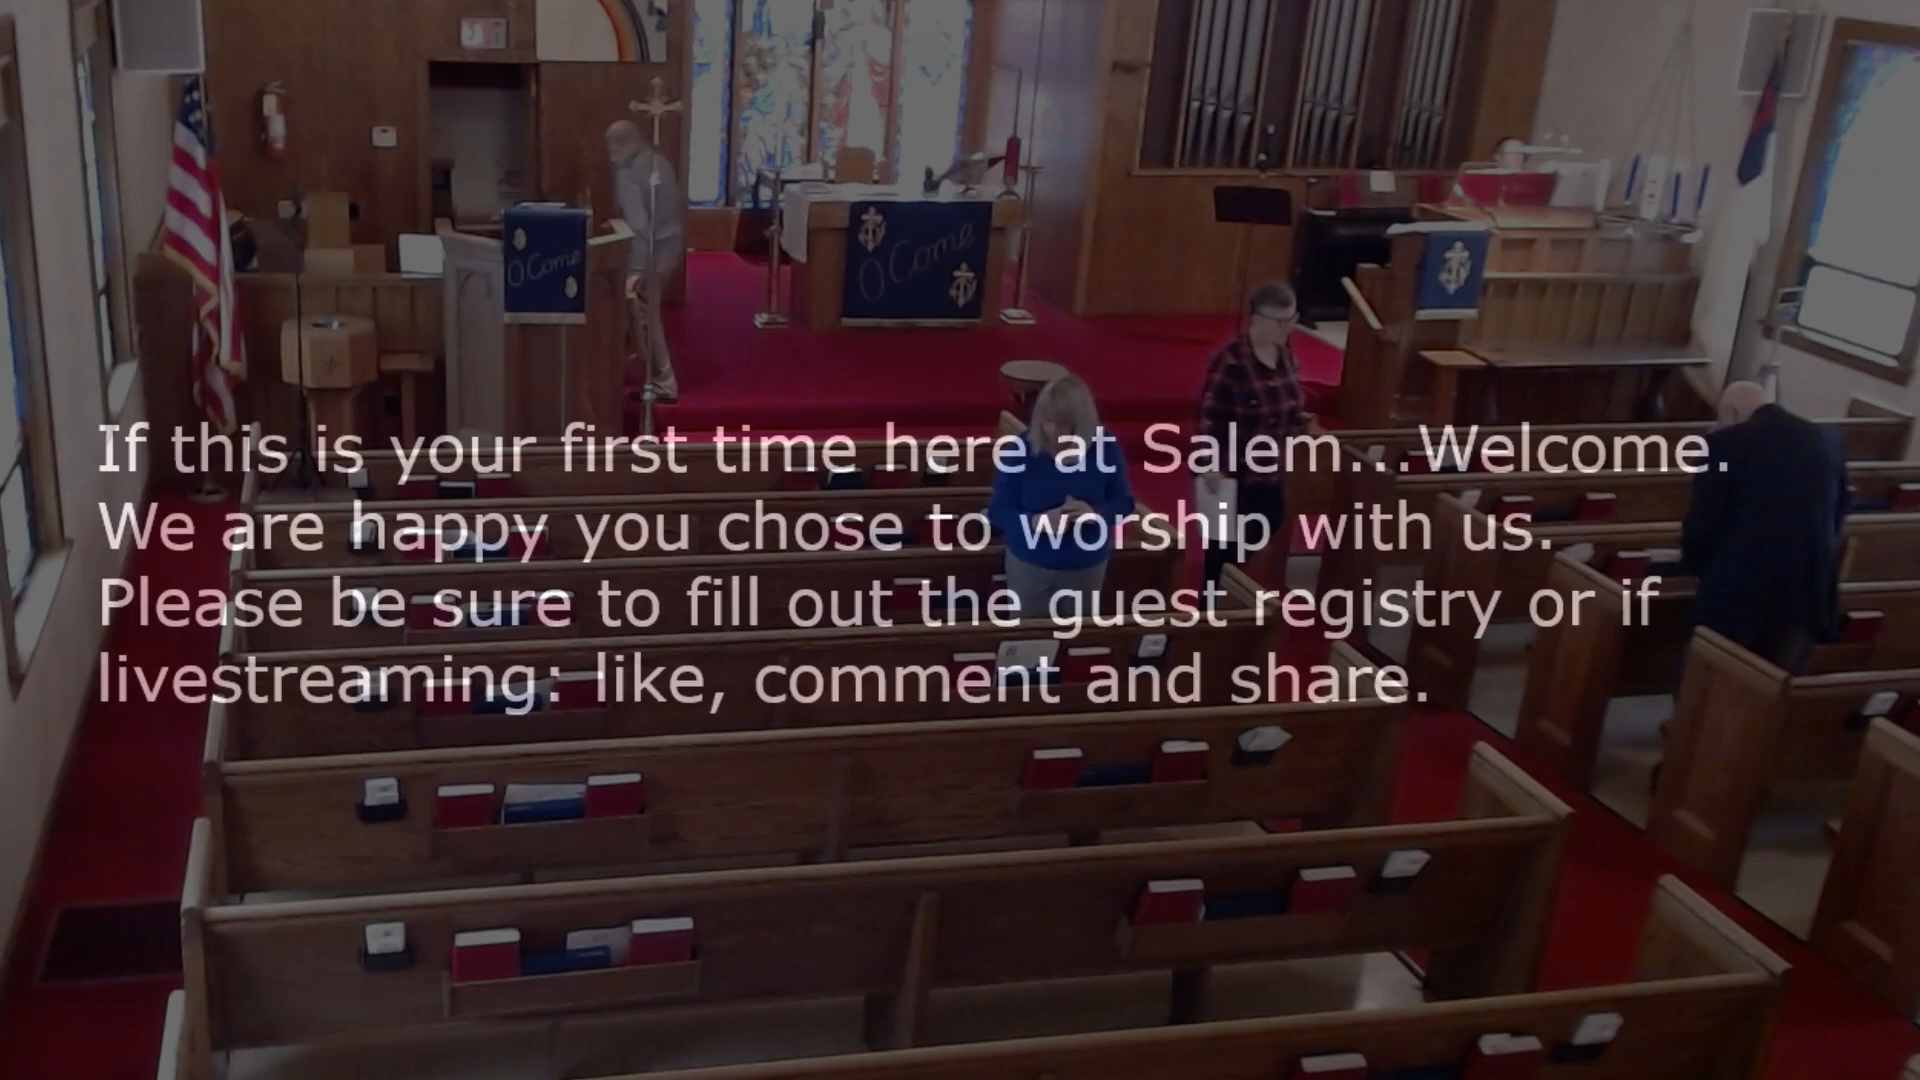 O Come
O Come
If this is your first time here at Salem...Welcome.
We are happy you chose to worship with us.
Please be sure to fill out the guest registry or if
livestreaming: like, comment and share.